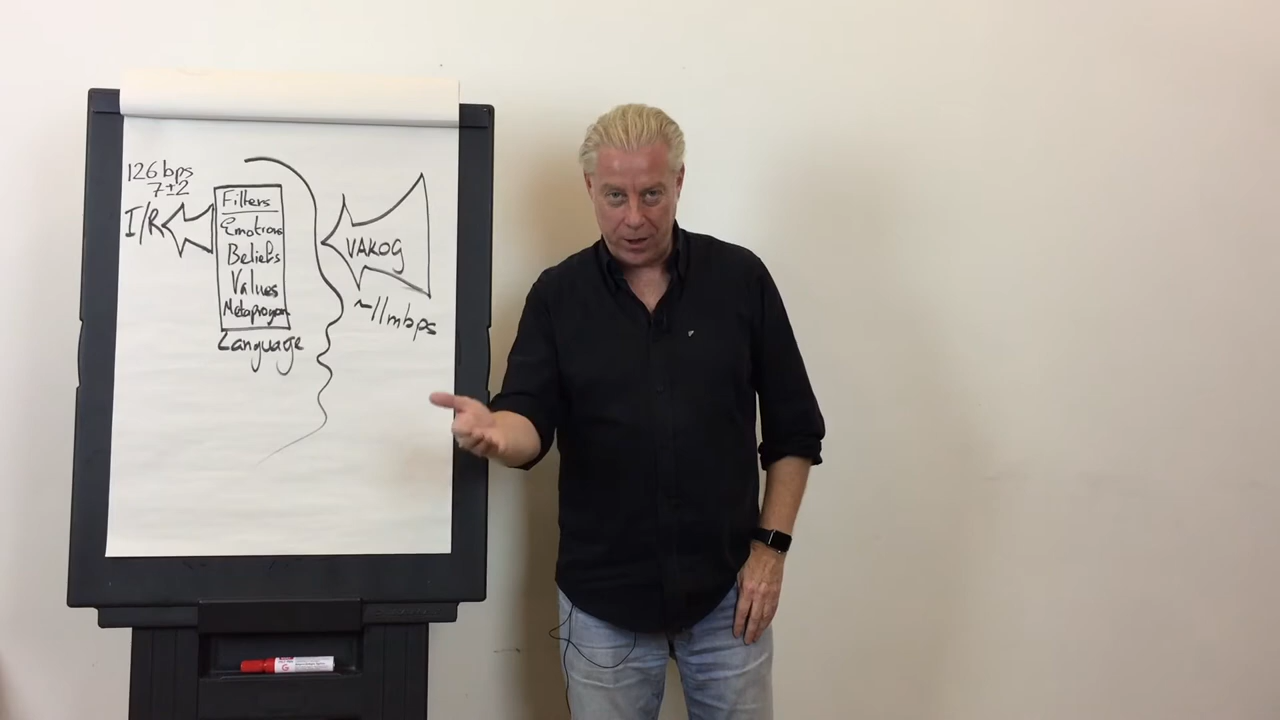 126 bps
7±2
I/R
Filters
Emotions
Beliefs
Values
Metaprogram
Language
VAKOG
~11mbps